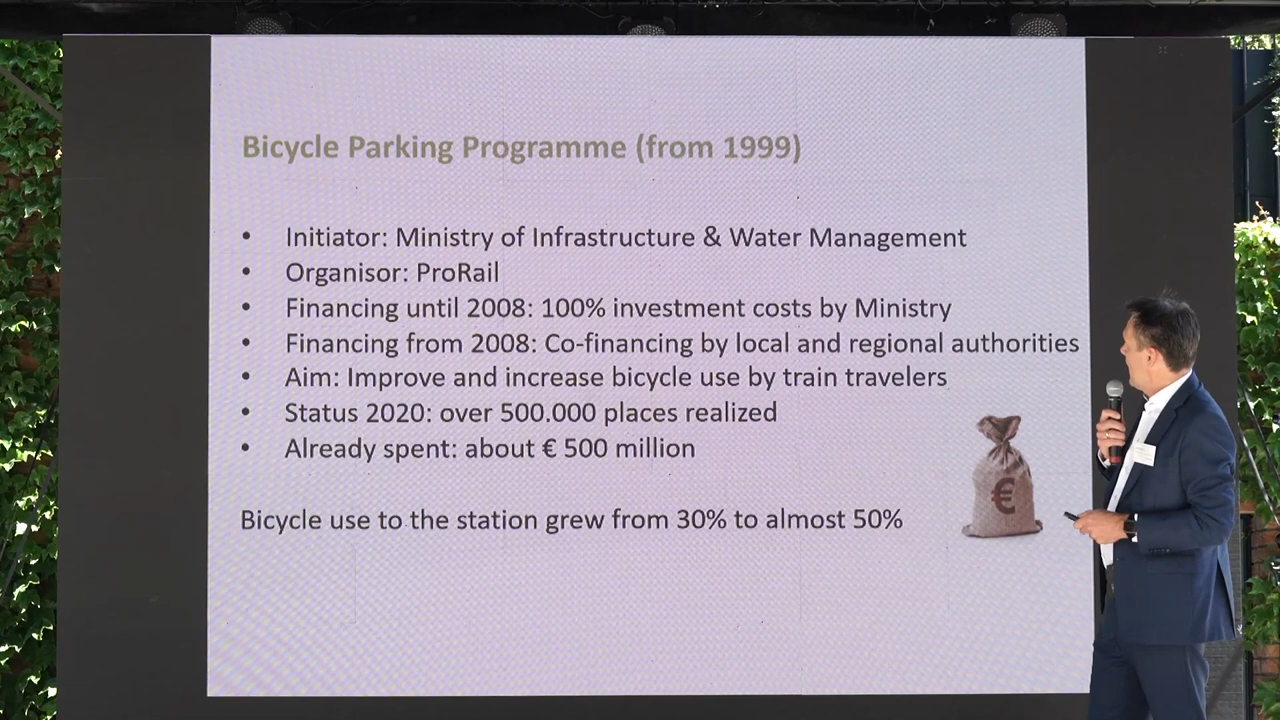 Bicycle Parking Programme (from 1999)
• Initiator: Ministry of Infrastructure & Water Management
• Organisor: ProRail
• Financing until 2008: 100% investment costs by Ministry
• Financing from 2008: Co-financing by local and regional authorities
• Aim: Improve and increase bicycle use by train travelers
• Status 2020: over 500.000 places realized
• Already spent: about € 500 million
€
Bicycle use to the station grew from 30% to almost 50%